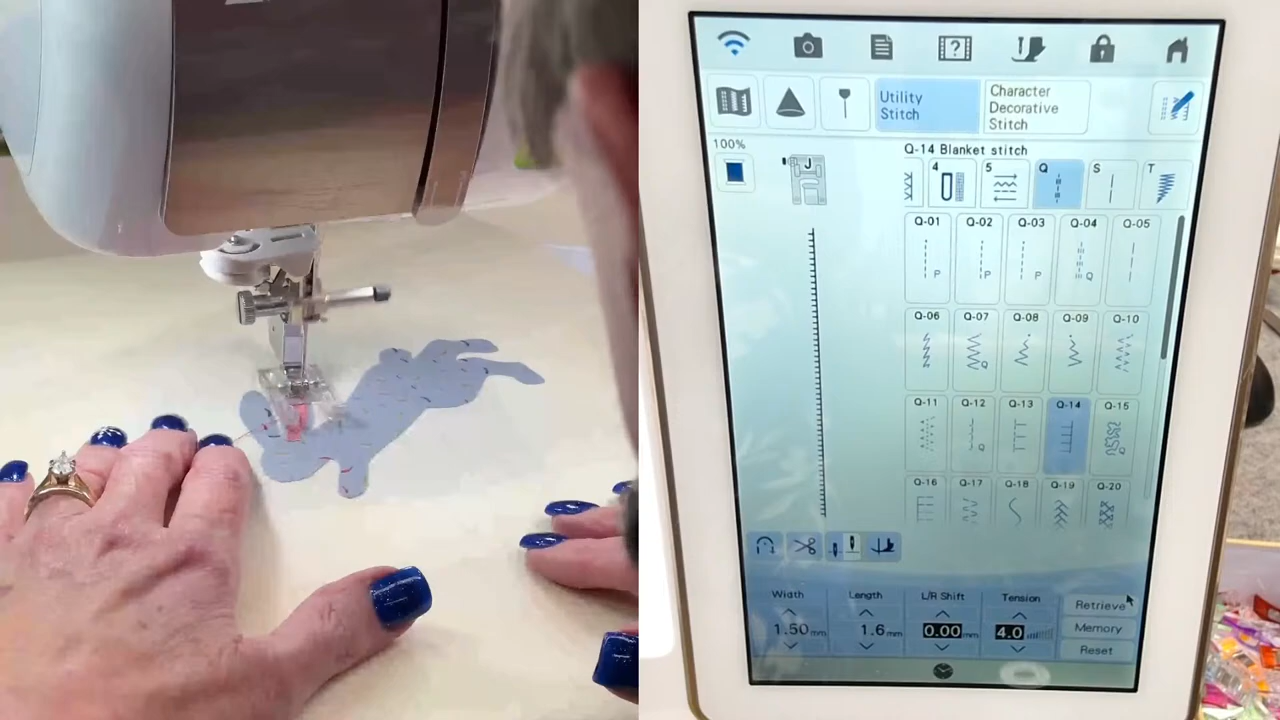 Utility
Stitch
Character
Decorative
Stitch
100%
Q-14 Blanket stitch
J
4
5
Q
S
T
Q-01
Q-02
Q-03
Q-04
Q-05
P
P
P
Q
Q-06
Q-07
Q-08
Q-09
Q-10
Q
Q-11
Q-12
Q-13
Q-14
Q-15
Q
Q
Q-16
Q-17
Q-18
Q-19
Q-20
Width
Length
L/R Shift
Tension
1.50mm
1.6mm
0.00mm
4.0
Retrieve
Memory
Reset